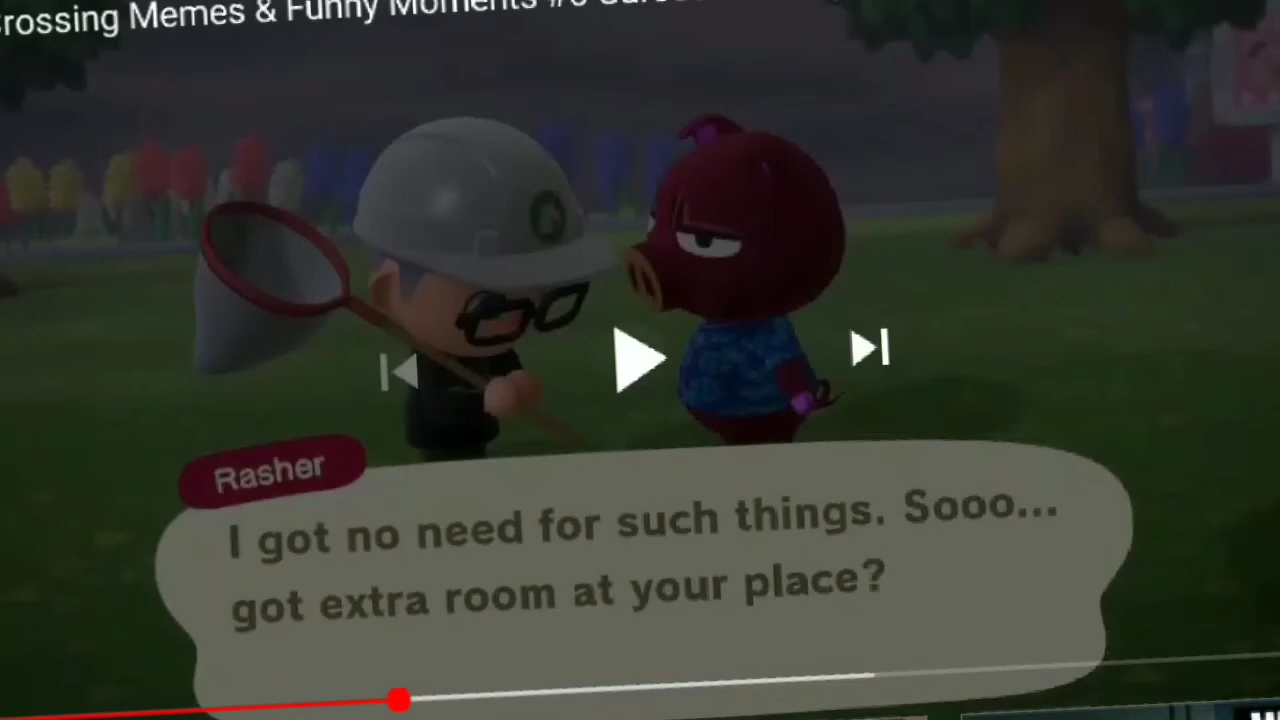 rossing Memes & Funny Moments
Rasher
I got no need for such things. Sooo...
got extra room at your place?